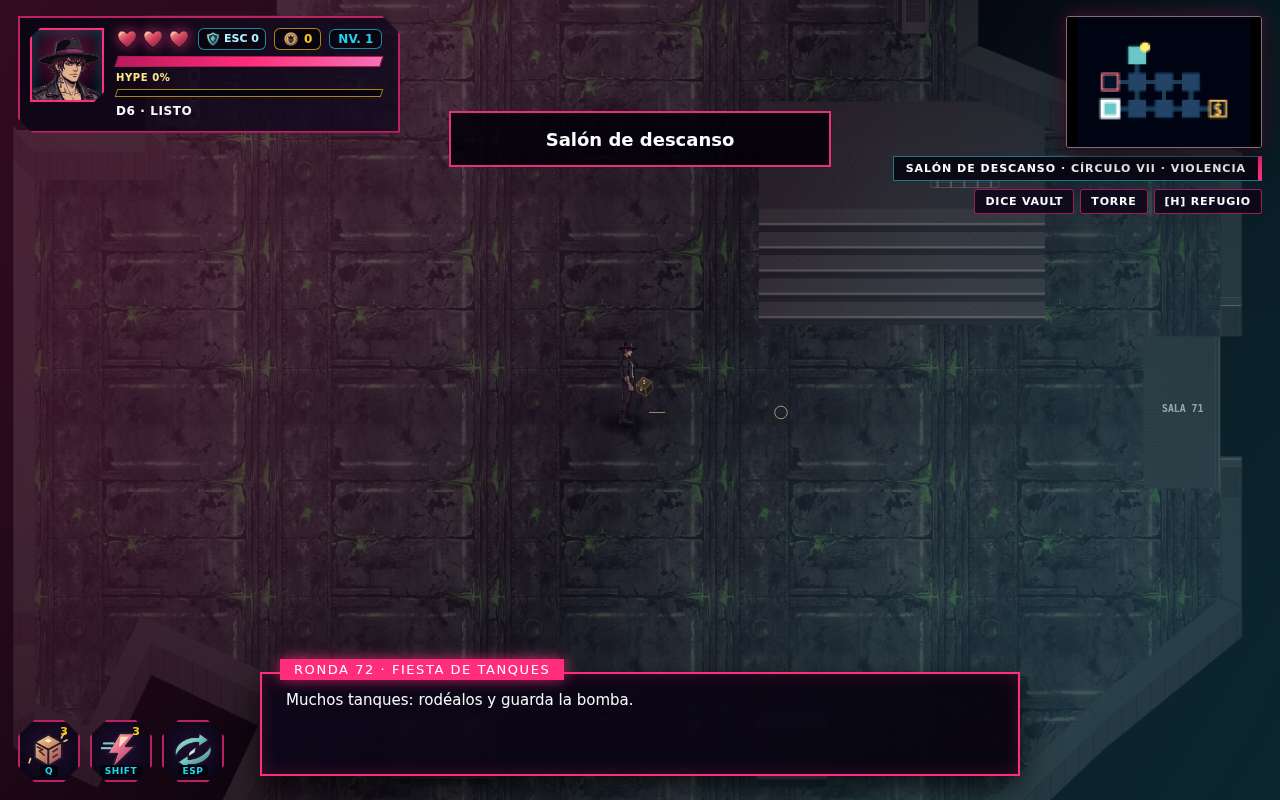 ESC 0
0
NV. 1
HYPE 0%
D6 · LISTO
Salón de descanso
$
SALÓN DE DESCANSO · CÍRCULO VII · VIOLENCIA
DICE VAULT
TORRE
[H] REFUGIO
SALA 71
RONDA 72 · FIESTA DE TANQUES
Muchos tanques: rodéalos y guarda la bomba.
3
Q
3
SHIFT
ESP